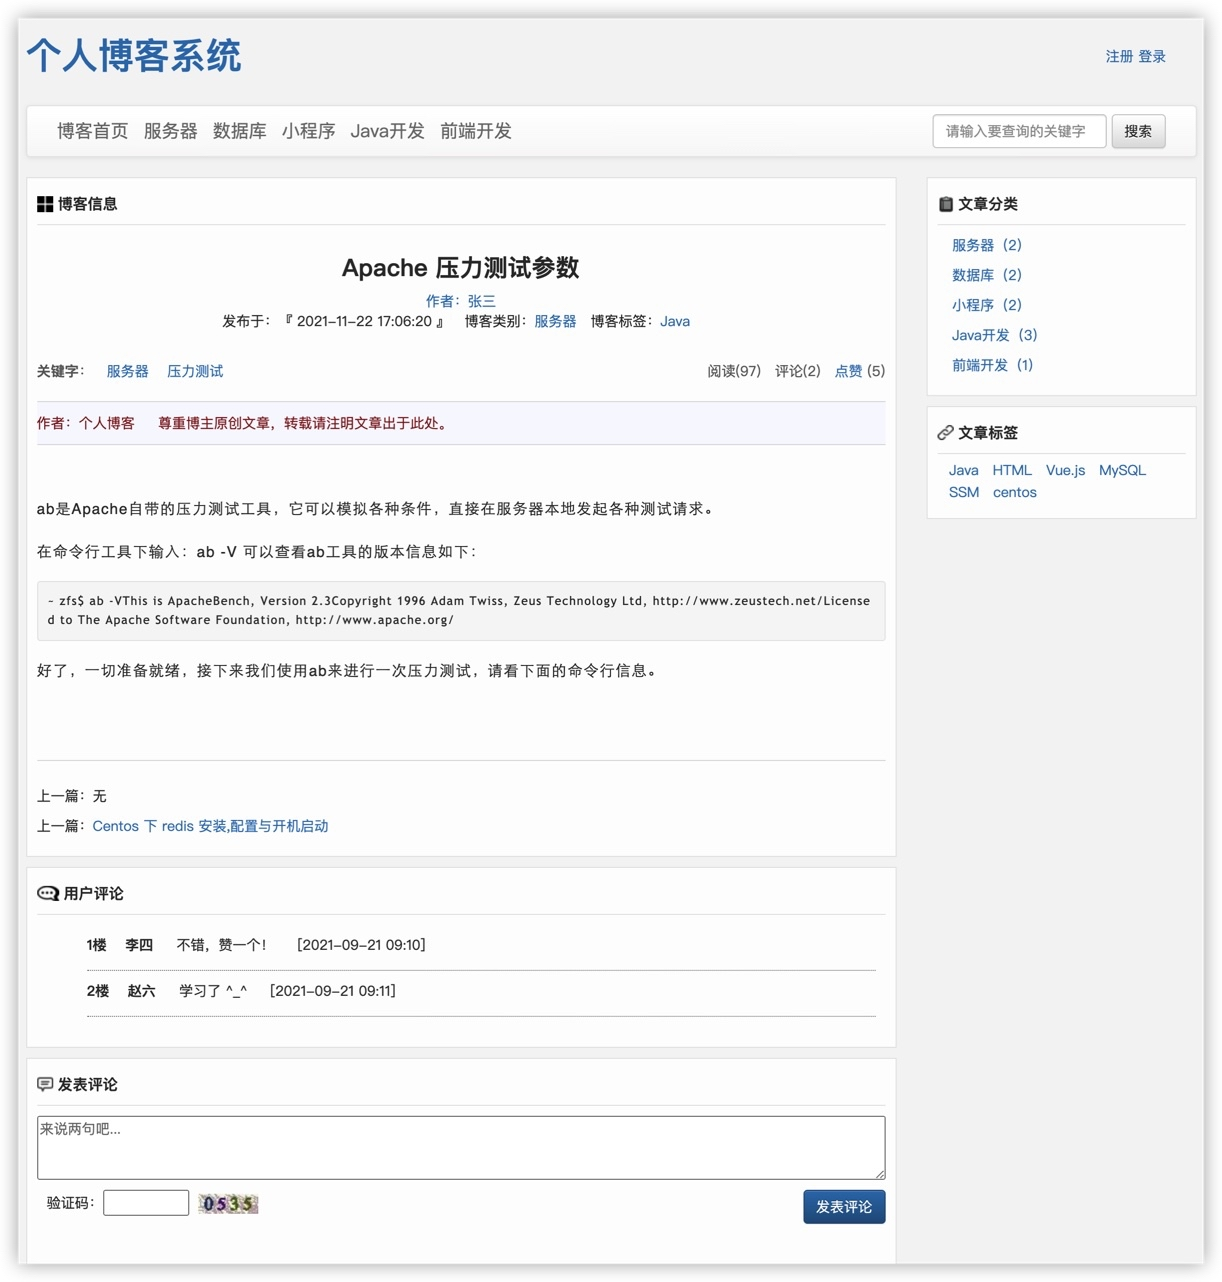 个人博客系统
注册 登录
博客首页 服务器 数据库 小程序 Java开发 前端开发
请输入要查询的关键字 搜索
博客信息
Apache 压力测试参数
作者：张三
发布于：『 2021-11-22 17:06:20 』 博客类别：服务器 博客标签：Java
关键字： 服务器 压力测试 阅读(97) 评论(2) 点赞 (5)
作者：个人博客 尊重博主原创文章，转载请注明文章出于此处。
ab是Apache自带的压力测试工具，它可以模拟各种条件，直接在服务器本地发起各种测试请求。
在命令行工具下输入：ab -V 可以查看ab工具的版本信息如下：
- zfs$ ab -VThis is ApacheBench, Version 2.3Copyright 1996 Adam Twiss, Zeus Technology Ltd, http://www.zeustech.net/License
d to The Apache Software Foundation, http://www.apache.org/
好了，一切准备就绪，接下来我们使用ab来进行一次压力测试，请看下面的命令行信息。
上一篇：无
上一篇：Centos 下 redis 安装,配置与开机启动
用户评论
1楼 李四 不错，赞一个！ [2021-09-21 09:10]
2楼 赵六 学习了 ^_^ [2021-09-21 09:11]
发表评论
来说两句吧...
验证码： 0535 发表评论
文章分类
服务器（2）
数据库（2）
小程序（2）
Java开发（3）
前端开发（1）
文章标签
Java HTML Vue.js MySQL
SSM centos